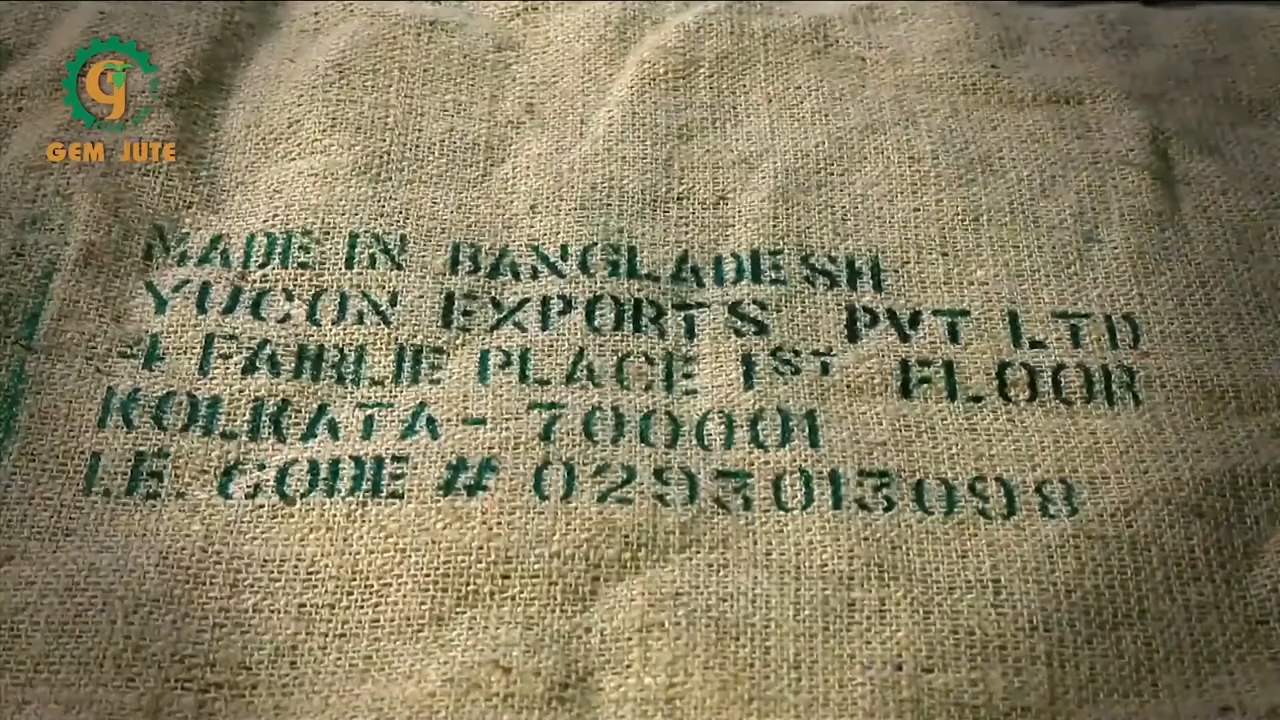 GEM JUTE
MADE IN BANGLADESH
YUCON EXPORTS PVT LTD
4 FAIRLIE PLACE 1ST FLOOR
KOLKATA - 700001
I.E. CODE # 0293013098